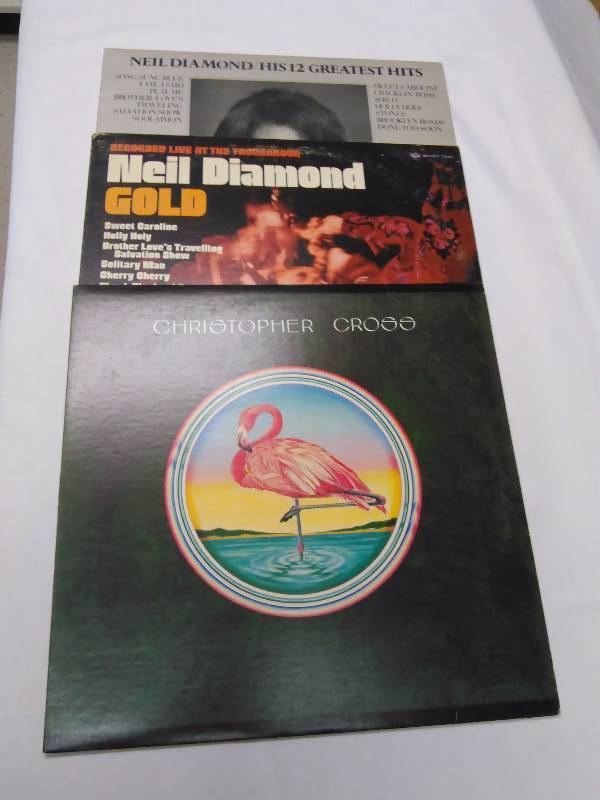 NEIL DIAMOND/HIS 12 GREATEST HITS
SONG SUNG BLUE
I AM...I SAID
PLAY ME
BROTHER LOVE'S
TRAVELING
SALVATION SHOW
SOOLAIMON
SWEET CAROLINE
CRACKLIN' ROSIE
SHILO
HOLLY HOLY
STONES
BROOKLYN ROADS
DONE TOO SOON
RECORDED LIVE AT THE TROUBADOUR
Neil Diamond
GOLD
Sweet Caroline
Holly Holy
Brother Love's Travelling
Salvation Show
Solitary Man
Cherry Cherry
CHRISTOPHER CROSS